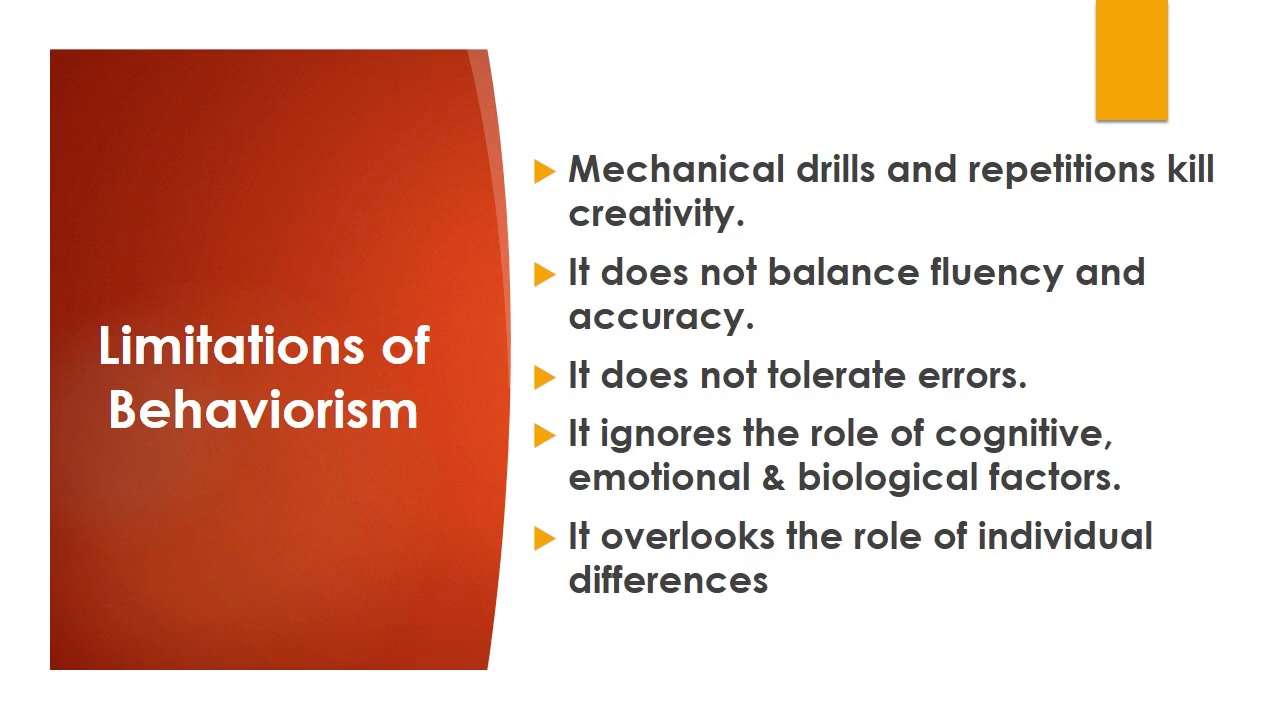 Limitations of
Behaviorism
Mechanical drills and repetitions kill
creativity.
It does not balance fluency and
accuracy.
It does not tolerate errors.
It ignores the role of cognitive,
emotional & biological factors.
It overlooks the role of individual
differences